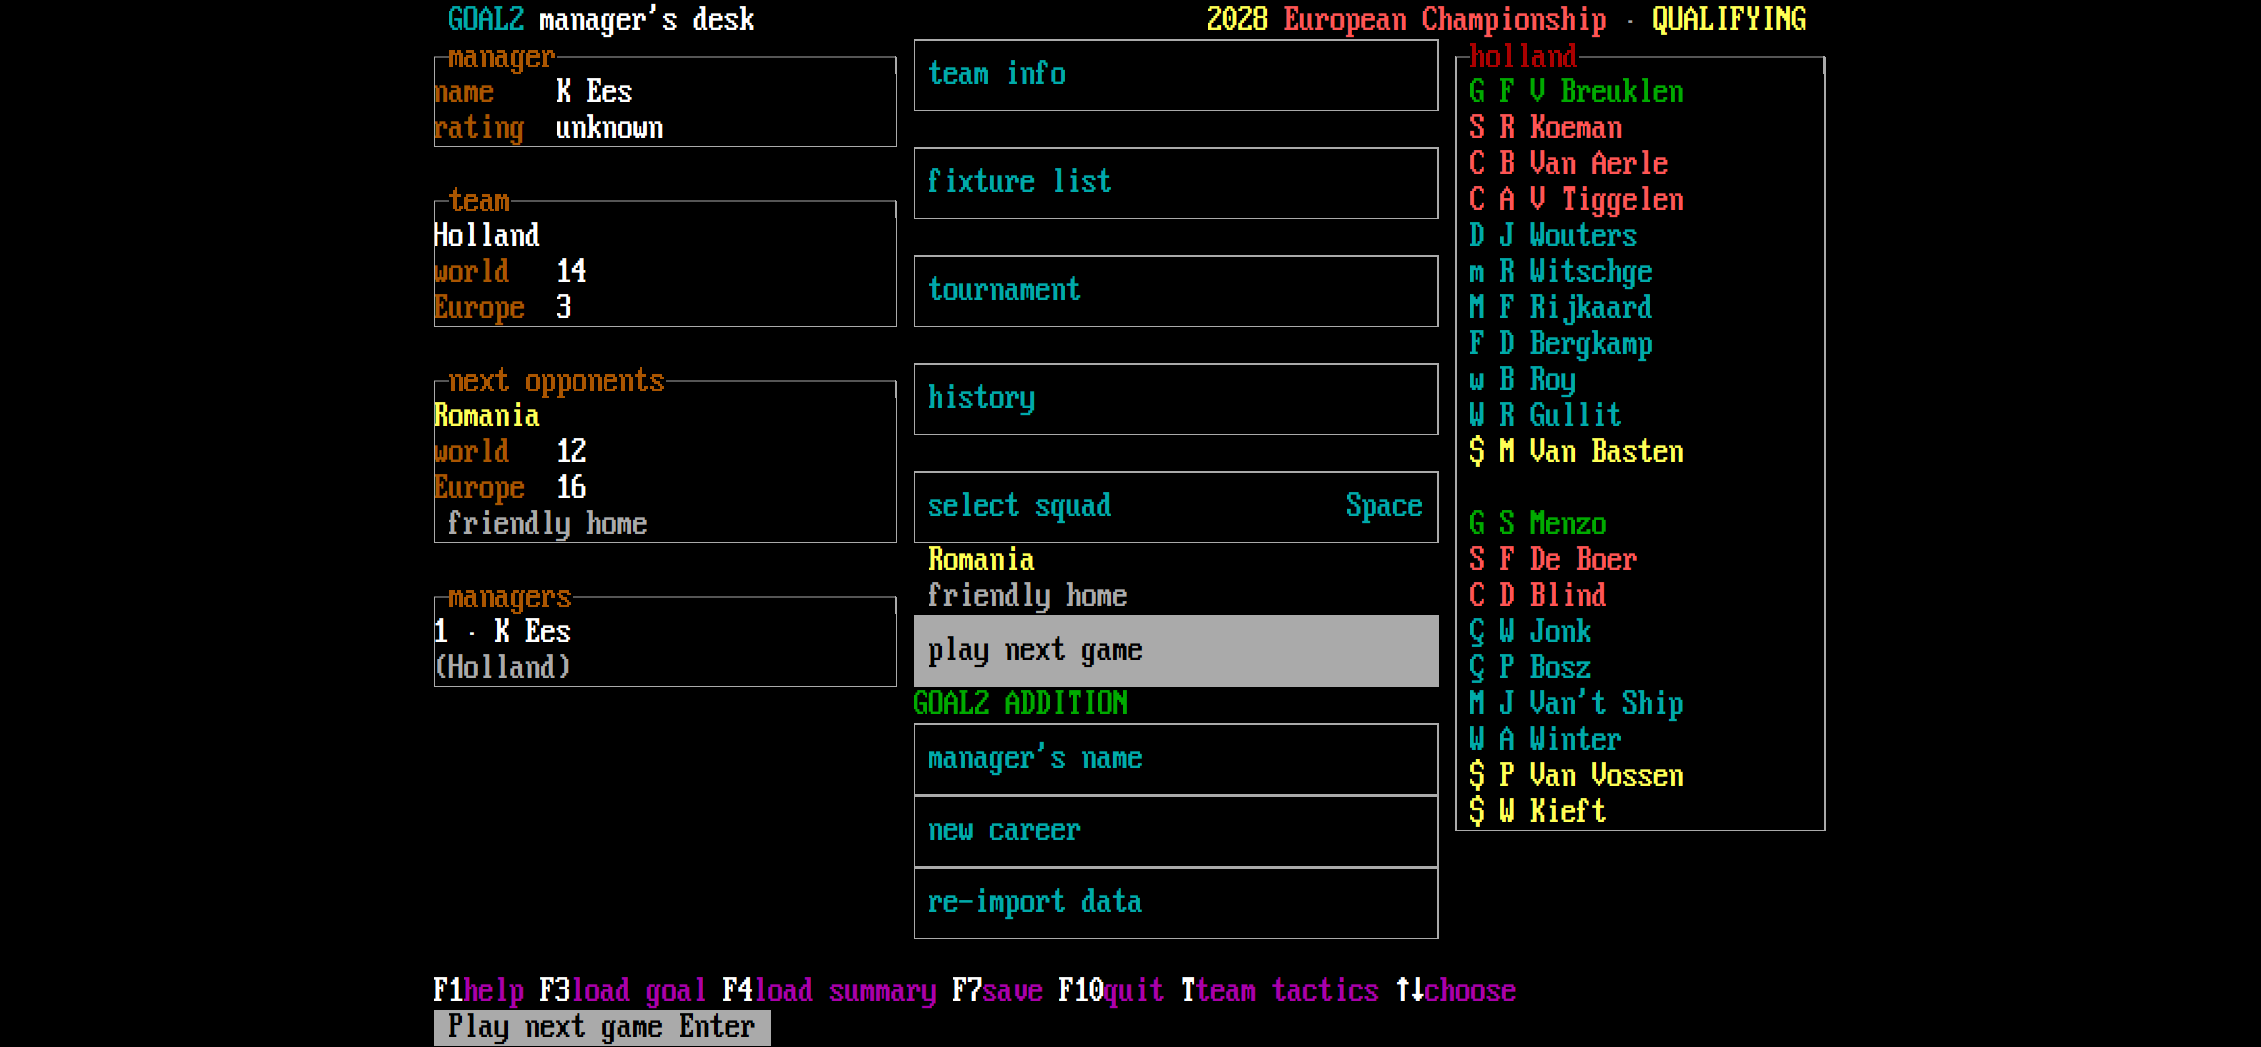 GOAL2 manager's desk
2028 European Championship · QUALIFYING
manager
name K Ees
rating unknown
team
Holland
world 14
Europe 3
next opponents
Romania
world 12
Europe 16
friendly home
managers
1 · K Ees
(Holland)
team info
fixture list
tournament
history
select squad Space
Romania
friendly home
play next game
GOAL2 ADDITION
manager's name
new career
re-import data
holland
G F V Breuklen
S R Koeman
C B Van Aerle
C A V Tiggelen
D J Wouters
m R Witschge
M F Rijkaard
F D Bergkamp
w B Roy
W R Gullit
$ M Van Basten
G S Menzo
S F De Boer
C D Blind
Ç W Jonk
Ç P Bosz
M J Van't Ship
W A Winter
$ P Van Vossen
$ W Kieft
F1help F3load goal F4load summary F7save F10quit Tteam tactics ↑↓choose
Play next game Enter